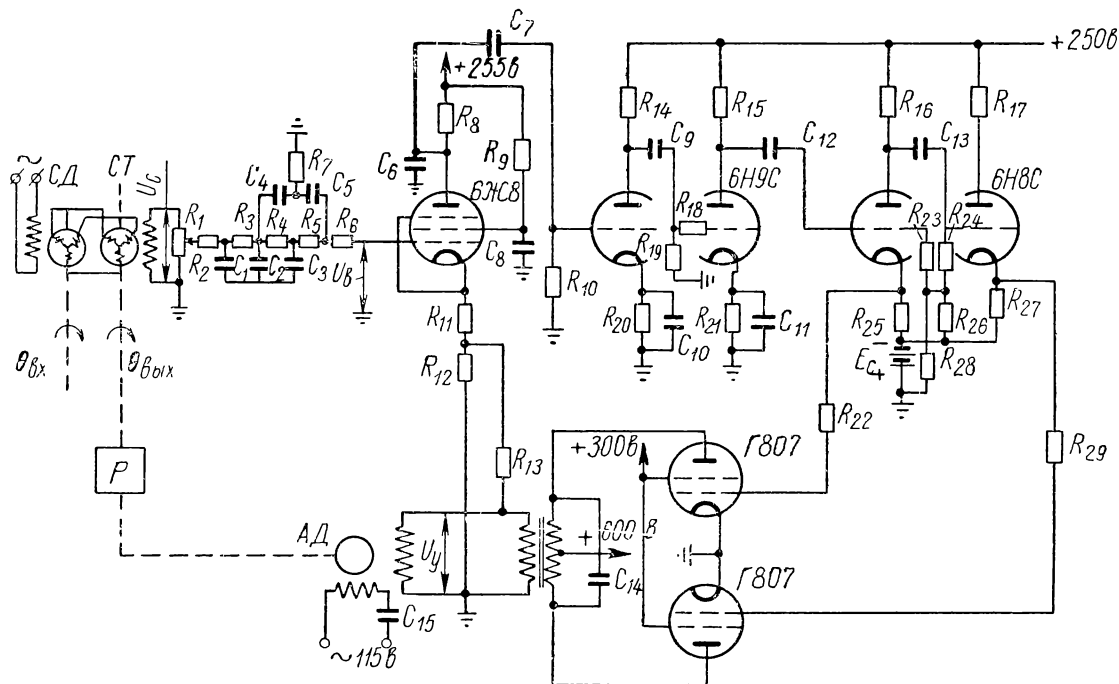 C7
+255в
+250в
R14
R15
R16
R17
R8
C4
R7
C5
C6
R9
6Ж8
C9
6Н9С
C12
C13
6Н8С
~
СД
СТ
Uс
R1
R3
R4
R5
R6
R2
C1
C2
C3
Uв
C8
R10
R18
R19
R23
R24
R11
R12
R20
C10
R21
C11
R25
R26
R27
Eс
−
+
R28
θвх
θвых
R22
R29
Р
R13
+300в
Г807
АД
Uу
+ 600 в
C14
Г807
C15
~115в